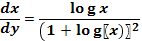 dx/dy = log x / (1 + log⟦(x)⟧²